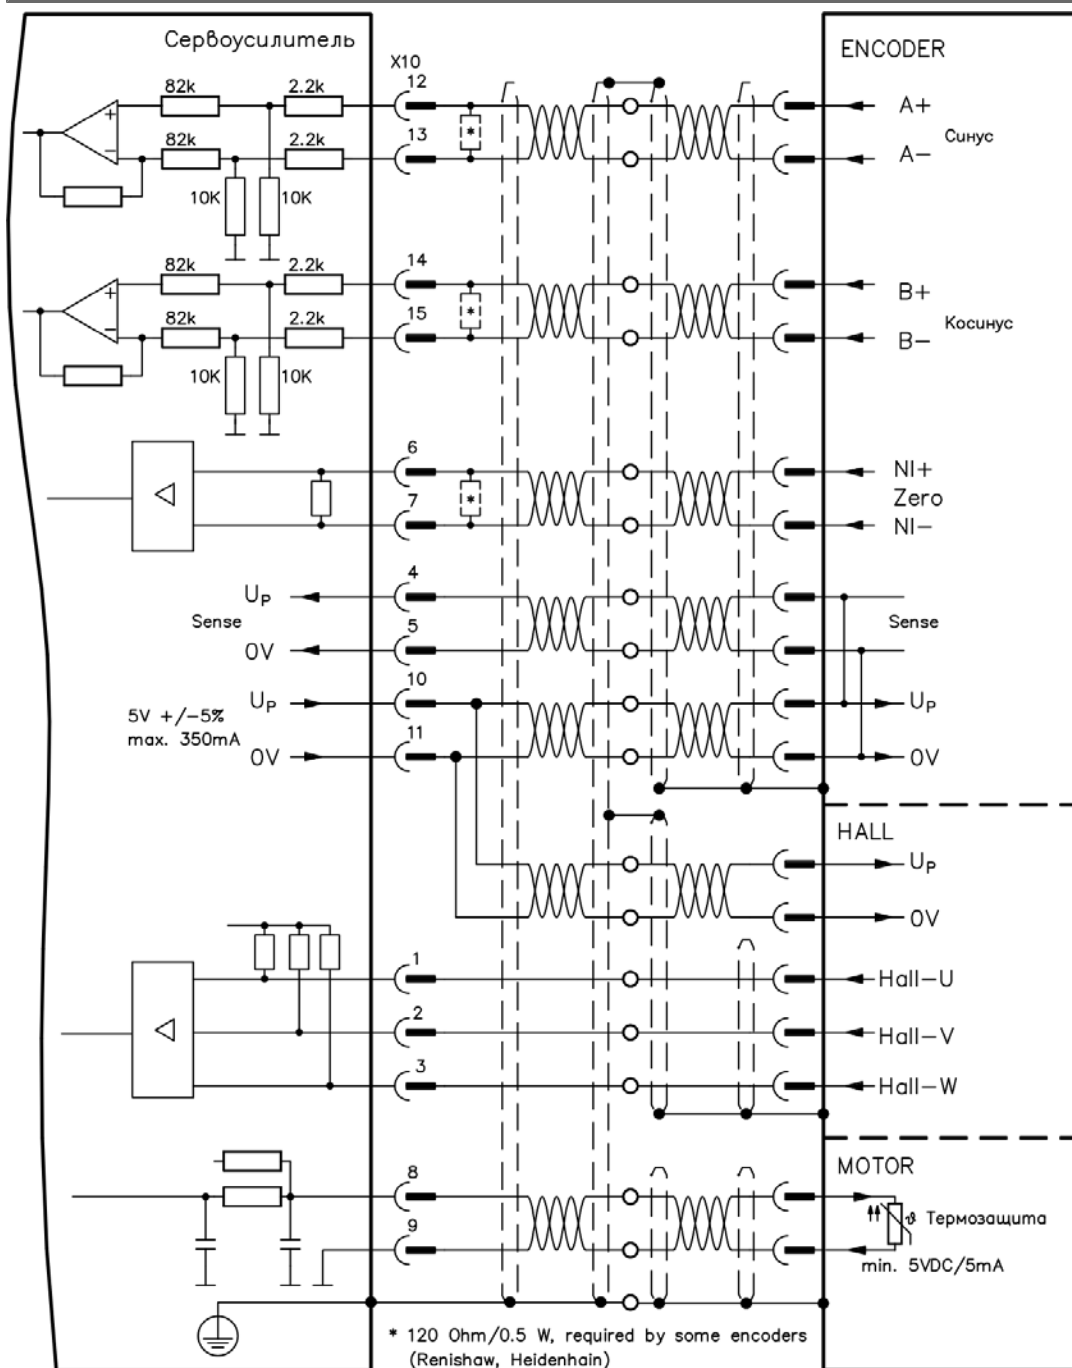 Сервоусилитель
X10
ENCODER
82k 2.2k 12 A+
* Синус
82k 2.2k 13 A−
10K 10K
82k 2.2k 14 B+
* Косинус
82k 2.2k 15 B−
10K 10K
6 NI+
* Zero
7 NI−
UP 4
Sense Sense
0V 5
UP 10 UP
5V +/−5%
max. 350mA
0V 11 0V
HALL
UP
0V
1 Hall−U
2 Hall−V
3 Hall−W
MOTOR
8
ϑ Термозащита
9
min. 5VDC/5mA
* 120 Ohm/0.5 W, required by some encoders
(Renishaw, Heidenhain)